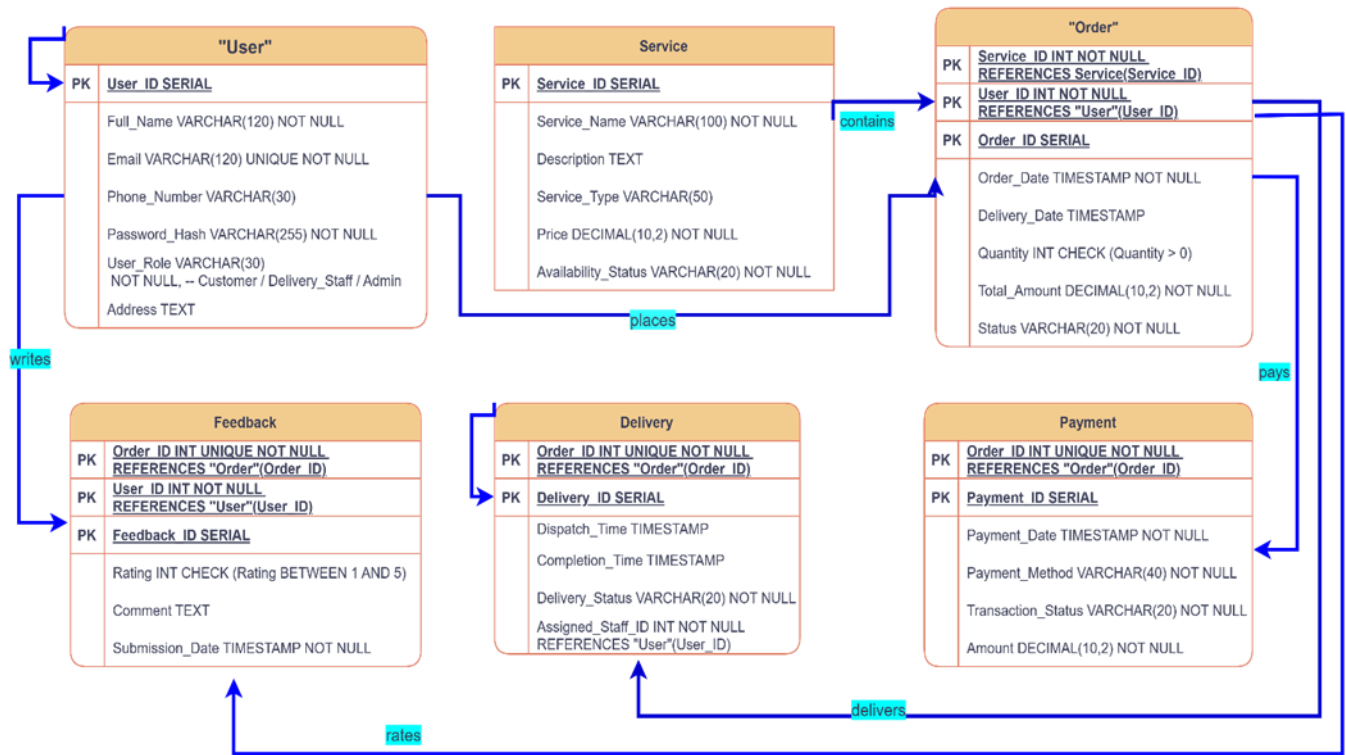 "User"
PK User_ID SERIAL
Full_Name VARCHAR(120) NOT NULL
Email VARCHAR(120) UNIQUE NOT NULL
Phone_Number VARCHAR(30)
Password_Hash VARCHAR(255) NOT NULL
User_Role VARCHAR(30)
NOT NULL, -- Customer / Delivery_Staff / Admin
Address TEXT
Service
PK Service_ID SERIAL
Service_Name VARCHAR(100) NOT NULL
Description TEXT
Service_Type VARCHAR(50)
Price DECIMAL(10,2) NOT NULL
Availability_Status VARCHAR(20) NOT NULL
contains
"Order"
PK Service_ID INT NOT NULL
REFERENCES Service(Service_ID)
PK User_ID INT NOT NULL
REFERENCES "User"(User_ID)
PK Order_ID SERIAL
Order_Date TIMESTAMP NOT NULL
Delivery_Date TIMESTAMP
Quantity INT CHECK (Quantity > 0)
Total_Amount DECIMAL(10,2) NOT NULL
Status VARCHAR(20) NOT NULL
places
writes
pays
Feedback
PK Order_ID INT UNIQUE NOT NULL
REFERENCES "Order"(Order_ID)
PK User_ID INT NOT NULL
REFERENCES "User"(User_ID)
PK Feedback_ID SERIAL
Rating INT CHECK (Rating BETWEEN 1 AND 5)
Comment TEXT
Submission_Date TIMESTAMP NOT NULL
Delivery
PK Order_ID INT UNIQUE NOT NULL
REFERENCES "Order"(Order_ID)
PK Delivery_ID SERIAL
Dispatch_Time TIMESTAMP
Completion_Time TIMESTAMP
Delivery_Status VARCHAR(20) NOT NULL
Assigned_Staff_ID INT NOT NULL
REFERENCES "User"(User_ID)
Payment
PK Order_ID INT UNIQUE NOT NULL
REFERENCES "Order"(Order_ID)
PK Payment_ID SERIAL
Payment_Date TIMESTAMP NOT NULL
Payment_Method VARCHAR(40) NOT NULL
Transaction_Status VARCHAR(20) NOT NULL
Amount DECIMAL(10,2) NOT NULL
delivers
rates